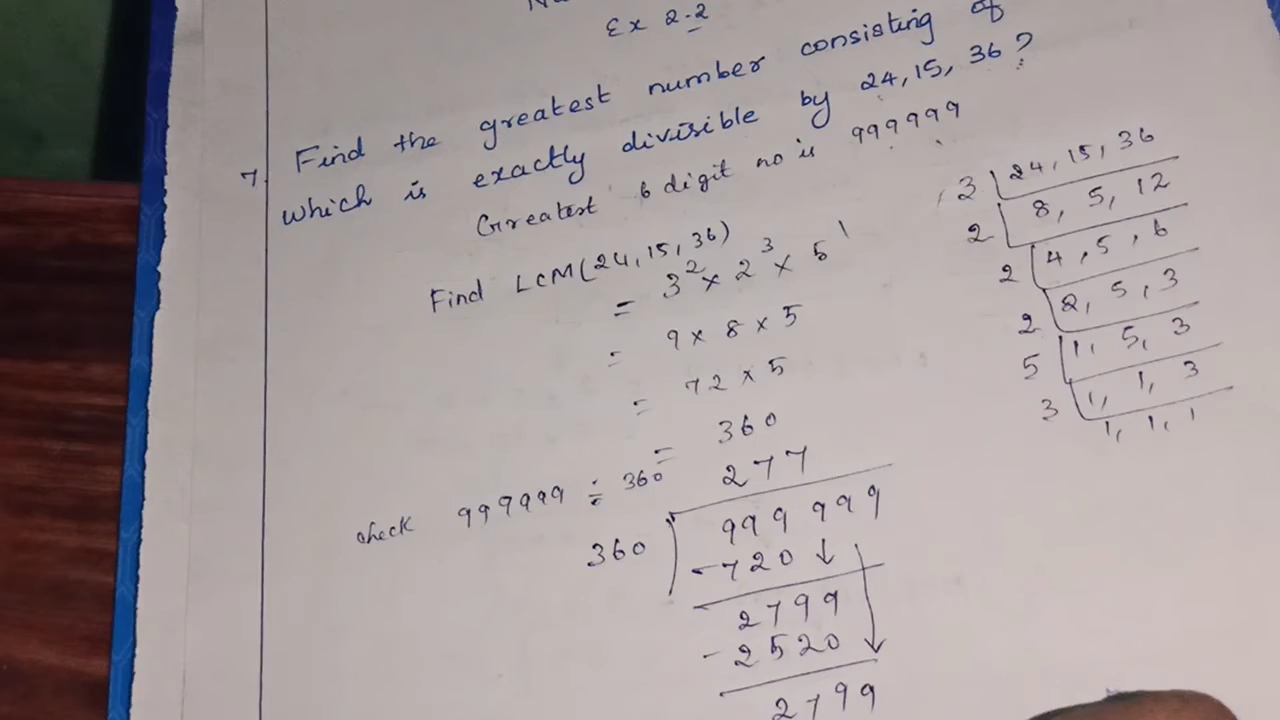 Ex 2.2
7. Find the greatest number consisting of
which is exactly divisible by 24, 15, 36?
Greatest 6 digit no is 999999
Find LCM(24, 15, 36)
= 3² × 2³ × 5¹
= 9 × 8 × 5
= 72 × 5
= 360
check 999999 ÷ 360
277
360 999999
- 720 ↓
2799
- 2520 ↓
2799
3 24, 15, 36
2 8, 5, 12
2 4, 5, 6
2 2, 5, 3
5 1, 5, 3
3 1, 1, 3
1, 1, 1